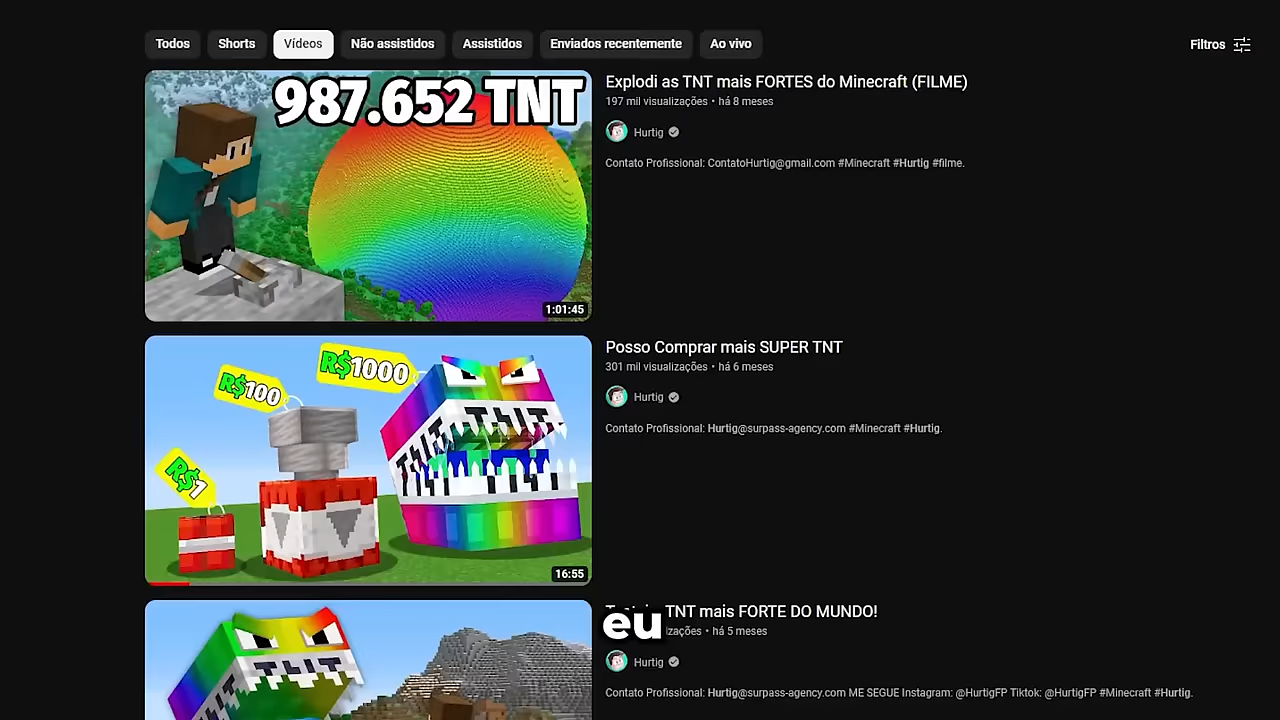 Todos Shorts Vídeos Não assistidos Assistidos Enviados recentemente Ao vivo Filtros
987.652 TNT
1:01:45
Explodi as TNT mais FORTES do Minecraft (FILME)
197 mil visualizações • há 8 meses
Hurtig
Contato Profissional: ContatoHurtig@gmail.com #Minecraft #Hurtig #filme.
R$1
R$100
R$1000
TNT
TNT
16:55
Posso Comprar mais SUPER TNT
301 mil visualizações • há 6 meses
Hurtig
Contato Profissional: Hurtig@surpass-agency.com #Minecraft #Hurtig.
TNT
TNT mais FORTE DO MUNDO!
eu
• há 5 meses
Hurtig
Contato Profissional: Hurtig@surpass-agency.com ME SEGUE Instagram: @HurtigFP Tiktok: @HurtigFP #Minecraft #Hurtig.